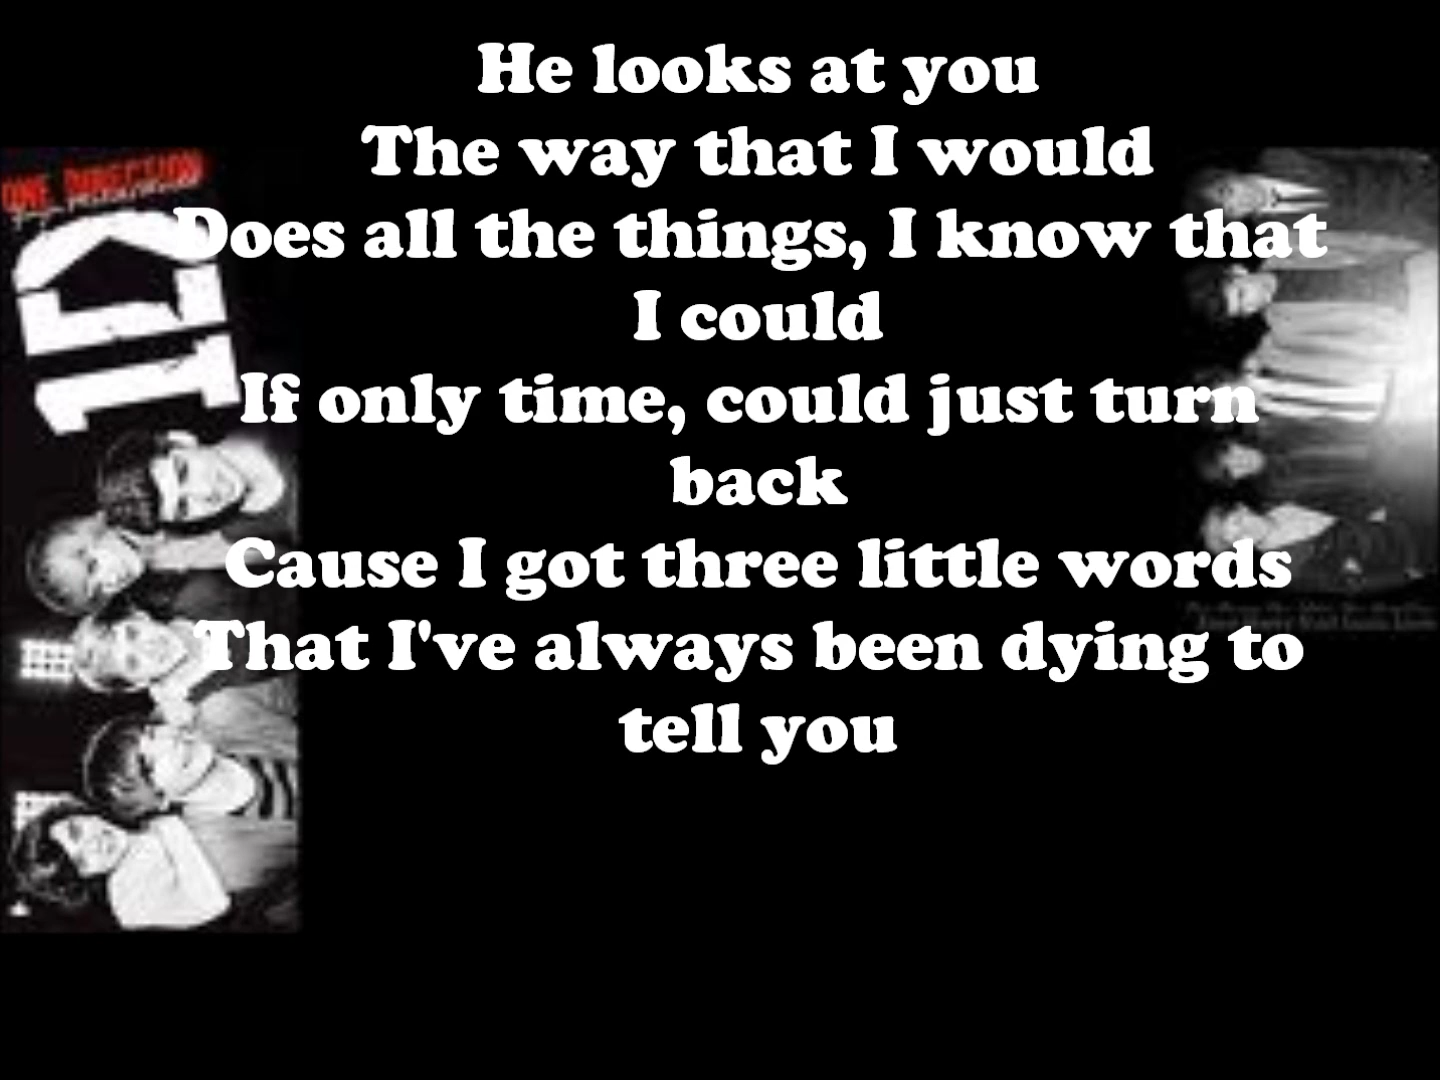 He looks at you
The way that I would
Does all the things, I know that
I could
If only time, could just turn
back
Cause I got three little words
That I've always been dying to
tell you
ONE DIRECTION
1D